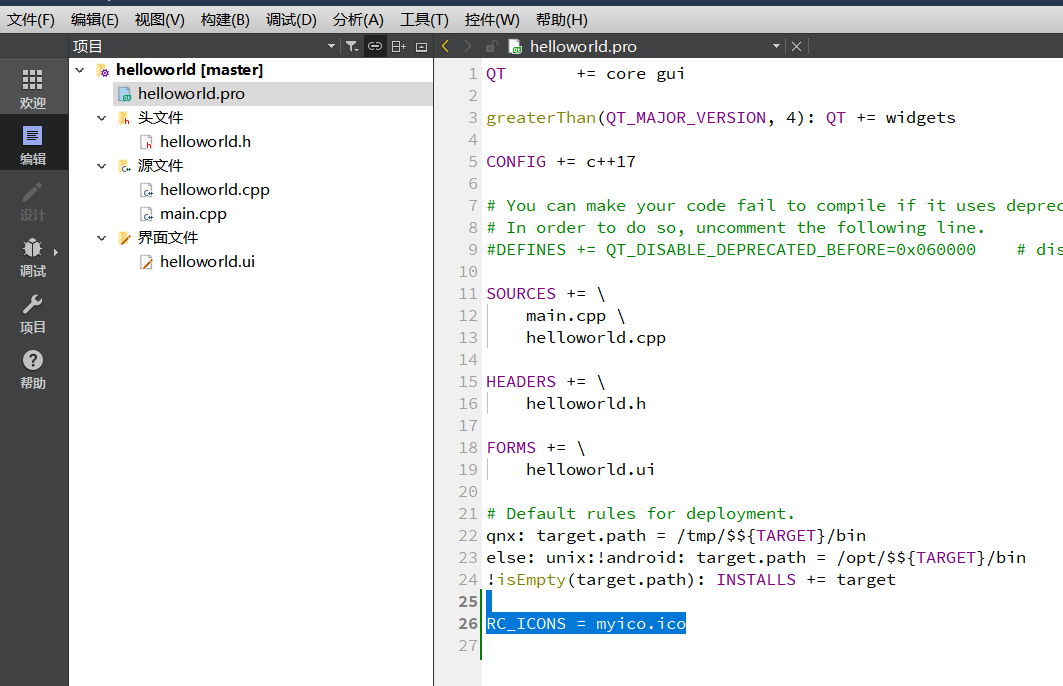 文件(F) 编辑(E) 视图(V) 构建(B) 调试(D) 分析(A) 工具(T) 控件(W) 帮助(H)
项目
helloworld.pro
欢迎
编辑
设计
调试
项目
帮助
helloworld [master]
helloworld.pro
头文件
helloworld.h
源文件
helloworld.cpp
main.cpp
界面文件
helloworld.ui
1 QT += core gui
2
3 greaterThan(QT_MAJOR_VERSION, 4): QT += widgets
4
5 CONFIG += c++17
6
7 # You can make your code fail to compile if it uses deprec
8 # In order to do so, uncomment the following line.
9 #DEFINES += QT_DISABLE_DEPRECATED_BEFORE=0x060000 # dis
10
11 SOURCES += \
12 main.cpp \
13 helloworld.cpp
14
15 HEADERS += \
16 helloworld.h
17
18 FORMS += \
19 helloworld.ui
20
21 # Default rules for deployment.
22 qnx: target.path = /tmp/$${TARGET}/bin
23 else: unix:!android: target.path = /opt/$${TARGET}/bin
24 !isEmpty(target.path): INSTALLS += target
25
26 RC_ICONS = myico.ico
27